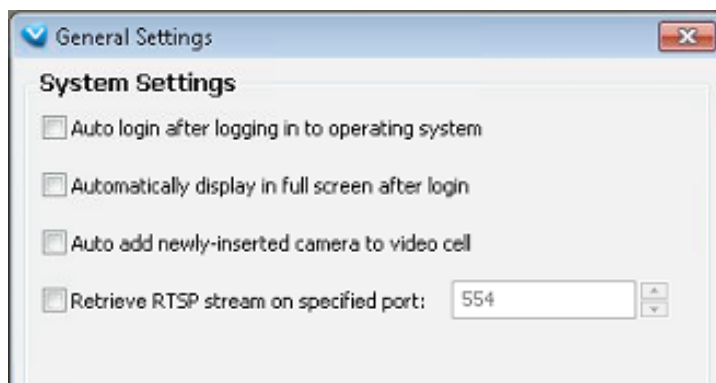 General Settings
System Settings
Auto login after logging in to operating system
Automatically display in full screen after login
Auto add newly-inserted camera to video cell
Retrieve RTSP stream on specified port: 554